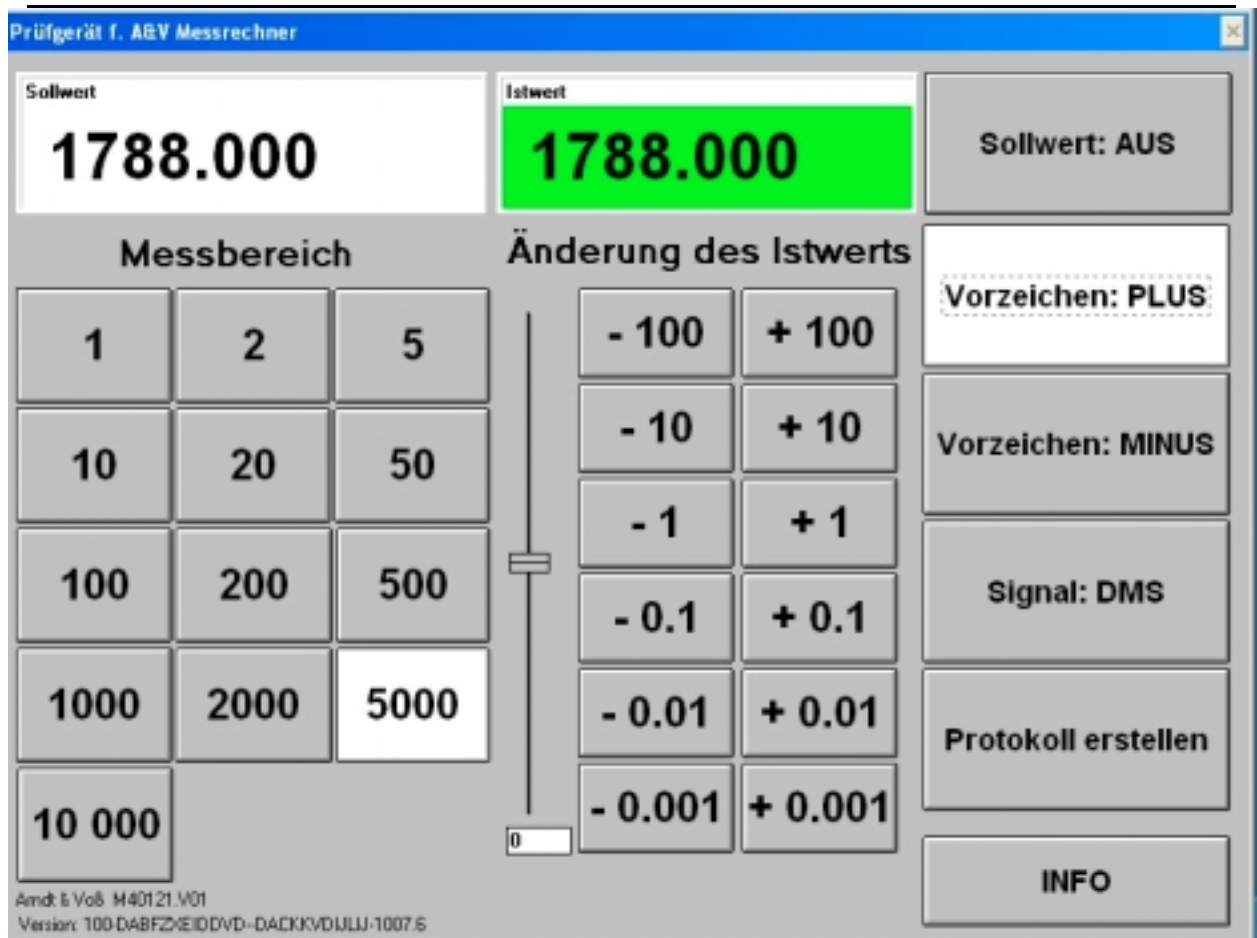 Prüfgerät f. A&V Messrechner
Sollwert
1788.000
Istwert
1788.000
Sollwert: AUS
Messbereich
Änderung des Istwerts
Vorzeichen: PLUS
1 2 5
- 100 + 100
10 20 50
- 10 + 10
Vorzeichen: MINUS
- 1 + 1
100 200 500
- 0.1 + 0.1
Signal: DMS
1000 2000 5000
- 0.01 + 0.01
Protokoll erstellen
10 000
- 0.001 + 0.001
0
INFO
Arndt & Voß M40121.V01
Version: